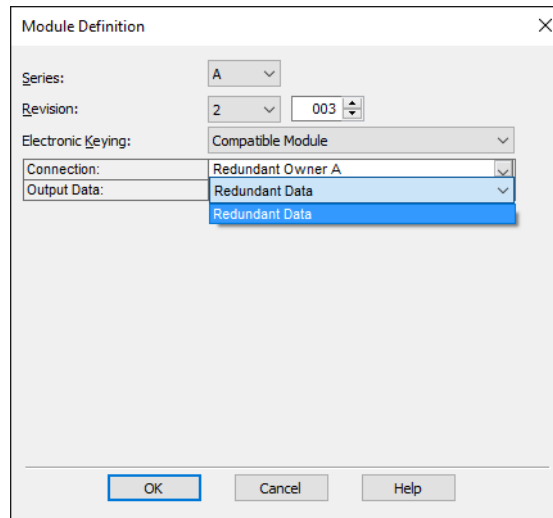 Module Definition
Series: A
Revision: 2 003
Electronic Keying: Compatible Module
Connection: Redundant Owner A
Output Data: Redundant Data
Redundant Data
OK Cancel Help